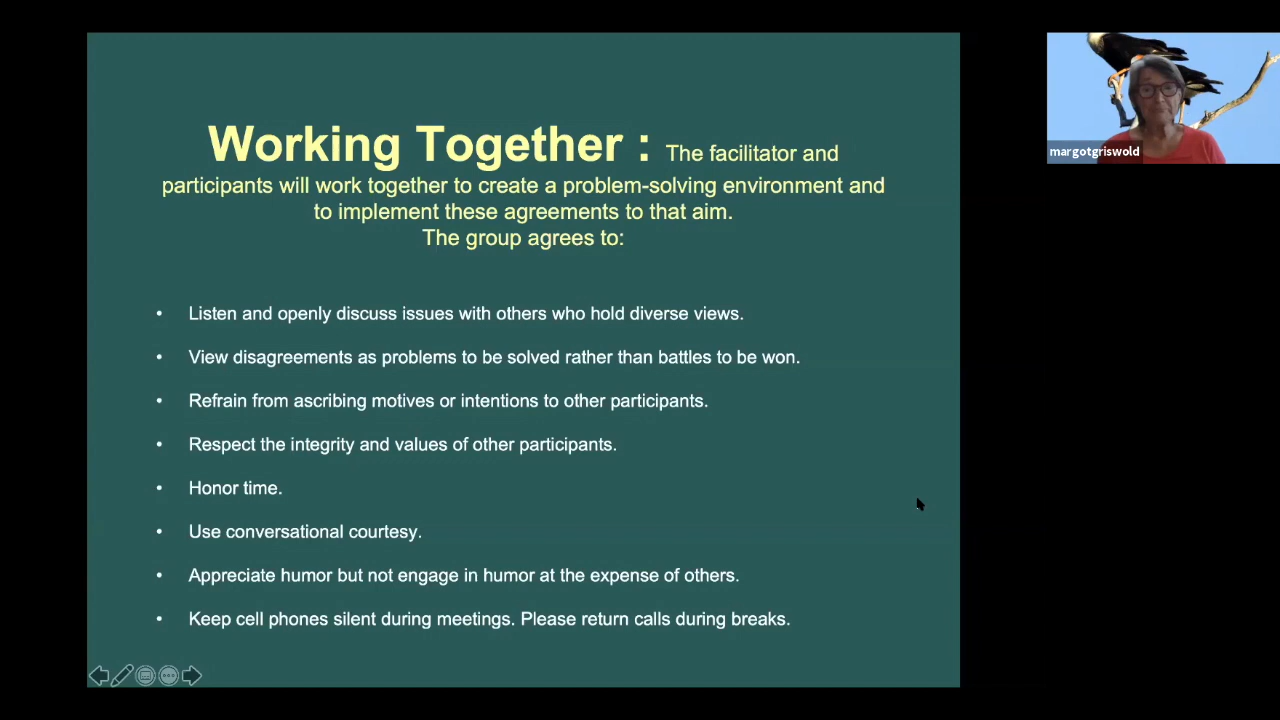 Working Together : The facilitator and
participants will work together to create a problem-solving environment and
to implement these agreements to that aim.
The group agrees to:
• Listen and openly discuss issues with others who hold diverse views.
• View disagreements as problems to be solved rather than battles to be won.
• Refrain from ascribing motives or intentions to other participants.
• Respect the integrity and values of other participants.
• Honor time.
• Use conversational courtesy.
• Appreciate humor but not engage in humor at the expense of others.
• Keep cell phones silent during meetings. Please return calls during breaks.
margotgriswold